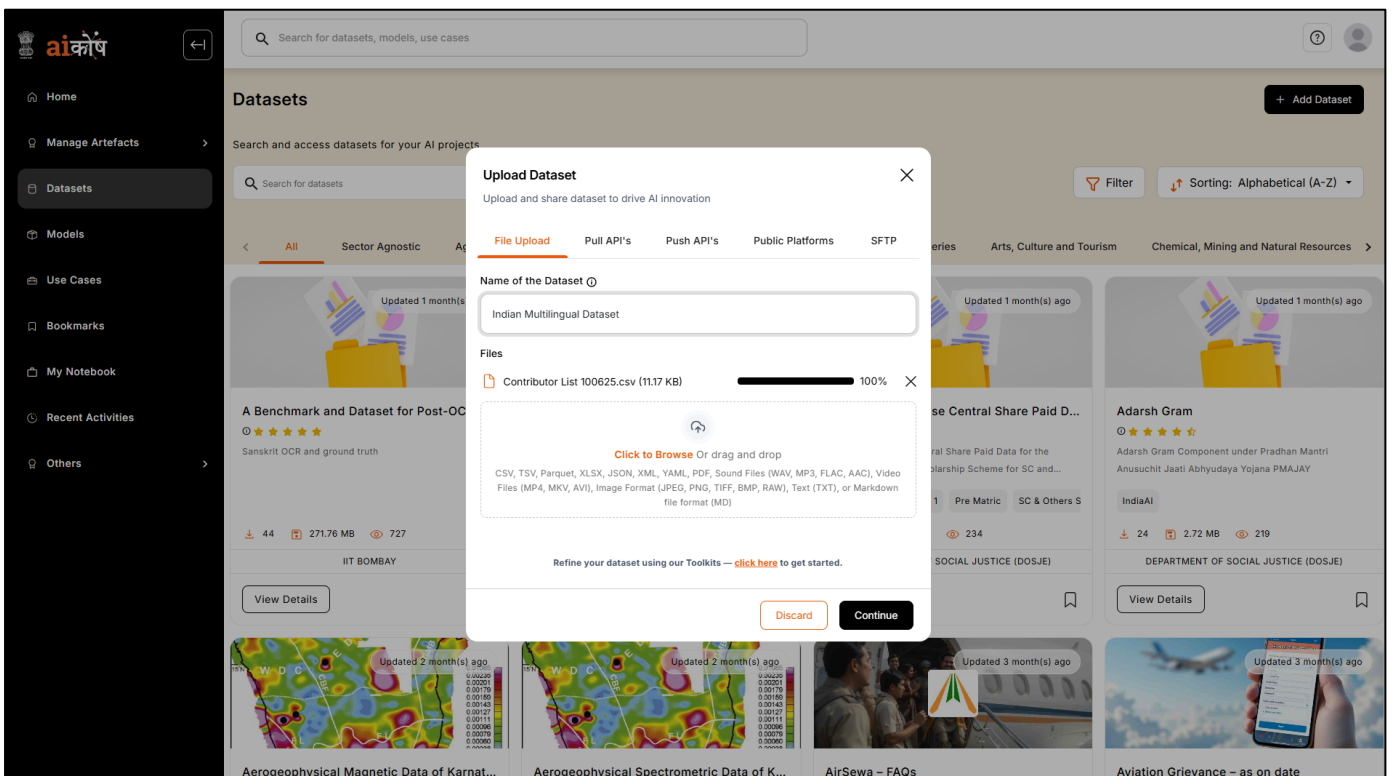 aiकोष
Search for datasets, models, use cases
Home
Manage Artefacts
Datasets
Models
Use Cases
Bookmarks
My Notebook
Recent Activities
Others
Datasets
+ Add Dataset
Search and access datasets for your AI projects
Search for datasets
Filter
Sorting: Alphabetical (A-Z)
All
Sector Agnostic
Arts, Culture and Tourism
Chemical, Mining and Natural Resources
Upload Dataset
Upload and share dataset to drive AI innovation
File Upload
Pull API's
Push API's
Public Platforms
SFTP
Name of the Dataset
Indian Multilingual Dataset
Files
Contributor List 100625.csv (11.17 KB)
100%
Click to Browse Or drag and drop
CSV, TSV, Parquet, XLSX, JSON, XML, YAML, PDF, Sound Files (WAV, MP3, FLAC, AAC), Video
Files (MP4, MKV, AVI), Image Format (JPEG, PNG, TIFF, BMP, RAW), Text (TXT), or Markdown
file format (MD)
Refine your dataset using our Toolkits — click here to get started.
Discard
Continue
Updated 1 month(s
A Benchmark and Dataset for Post-OC
Sanskrit OCR and ground truth
44
271.76 MB
727
IIT BOMBAY
View Details
Updated 1 month(s) ago
se Central Share Paid D...
ral Share Paid Data for the
olarship Scheme for SC and...
1
Pre Matric
SC & Others S
234
SOCIAL JUSTICE (DOSJE)
Updated 1 month(s) ago
Adarsh Gram
Adarsh Gram Component under Pradhan Mantri
Anusuchit Jaati Abhyudaya Yojana PMAJAY
IndiaAI
24
2.72 MB
219
DEPARTMENT OF SOCIAL JUSTICE (DOSJE)
View Details
Updated 2 month(s) ago
Aerogeophysical Magnetic Data of Karnat...
Updated 2 month(s) ago
Aerogeophysical Spectrometric Data of K...
Updated 3 month(s) ago
AirSewa – FAQs
Updated 3 month(s) ago
Aviation Grievance – as on date